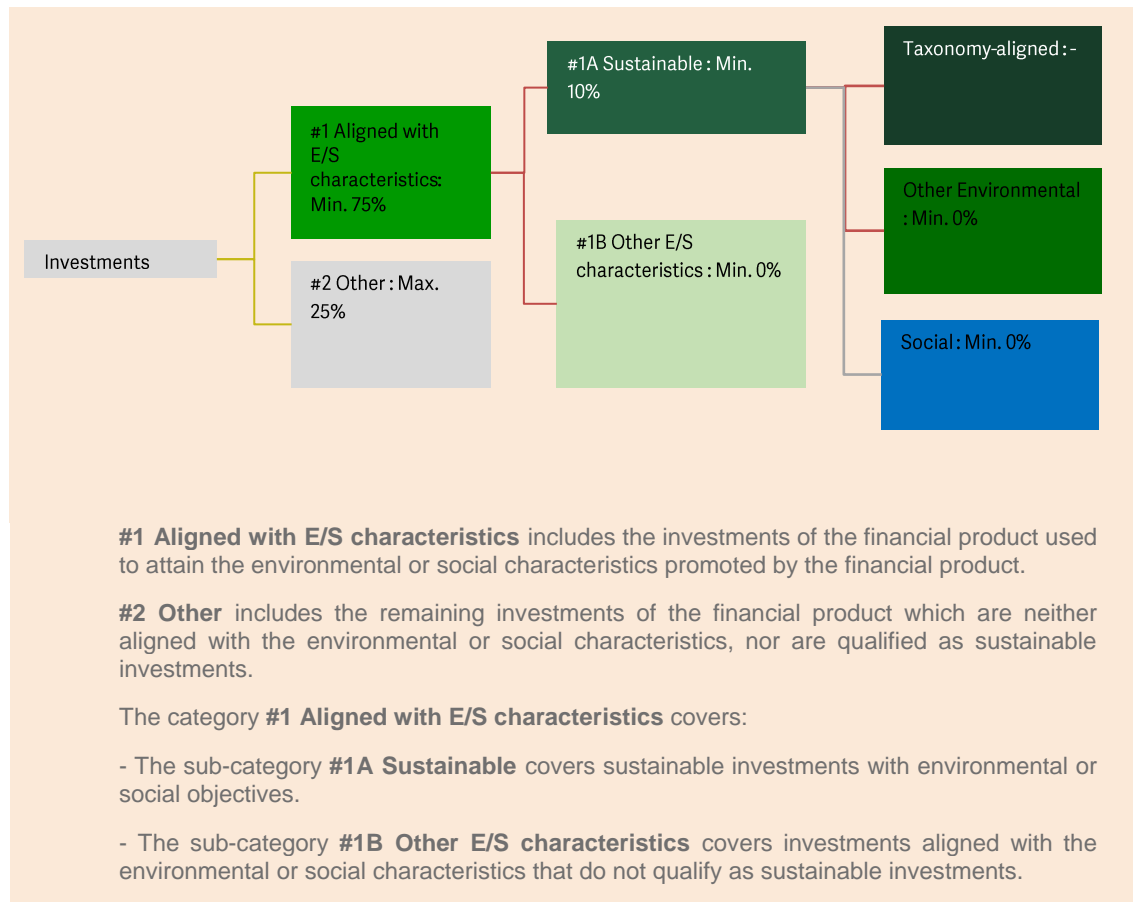 Investments
#1 Aligned with
E/S
characteristics:
Min. 75%
#2 Other : Max.
25%
#1A Sustainable : Min.
10%
#1B Other E/S
characteristics : Min. 0%
Taxonomy-aligned : -
Other Environmental
: Min. 0%
Social : Min. 0%
#1 Aligned with E/S characteristics includes the investments of the financial product used
to attain the environmental or social characteristics promoted by the financial product.
#2 Other includes the remaining investments of the financial product which are neither
aligned with the environmental or social characteristics, nor are qualified as sustainable
investments.
The category #1 Aligned with E/S characteristics covers:
- The sub-category #1A Sustainable covers sustainable investments with environmental or
social objectives.
- The sub-category #1B Other E/S characteristics covers investments aligned with the
environmental or social characteristics that do not qualify as sustainable investments.